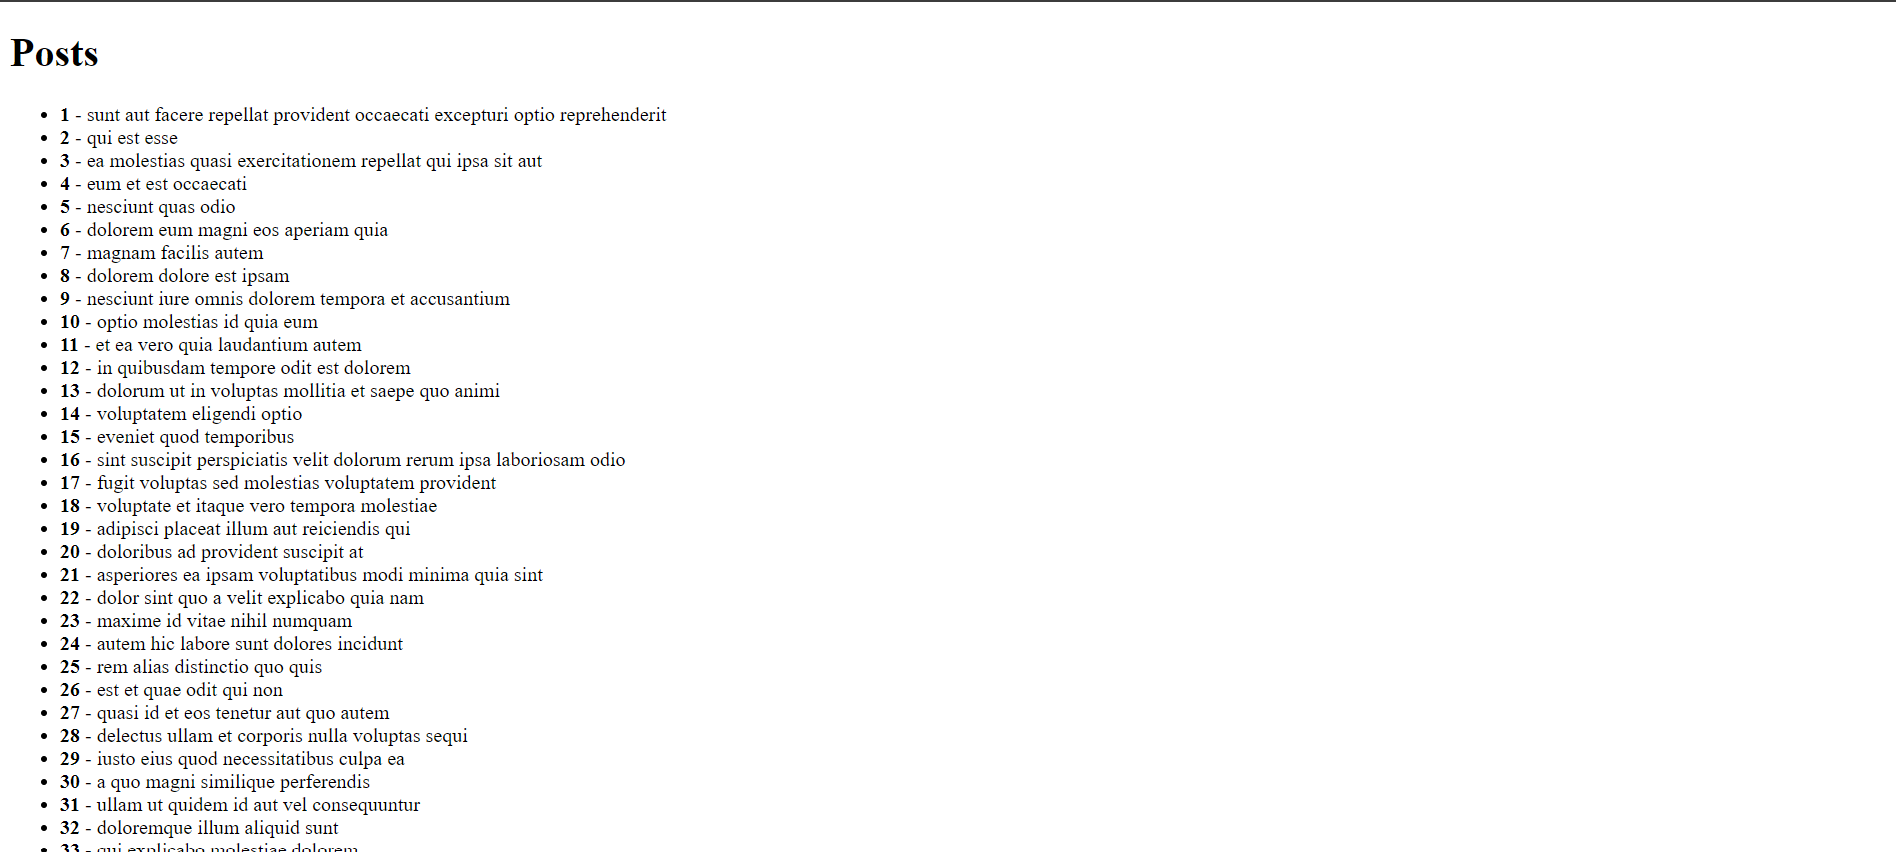 Posts
• 1 - sunt aut facere repellat provident occaecati excepturi optio reprehenderit
• 2 - qui est esse
• 3 - ea molestias quasi exercitationem repellat qui ipsa sit aut
• 4 - eum et est occaecati
• 5 - nesciunt quas odio
• 6 - dolorem eum magni eos aperiam quia
• 7 - magnam facilis autem
• 8 - dolorem dolore est ipsam
• 9 - nesciunt iure omnis dolorem tempora et accusantium
• 10 - optio molestias id quia eum
• 11 - et ea vero quia laudantium autem
• 12 - in quibusdam tempore odit est dolorem
• 13 - dolorum ut in voluptas mollitia et saepe quo animi
• 14 - voluptatem eligendi optio
• 15 - eveniet quod temporibus
• 16 - sint suscipit perspiciatis velit dolorum rerum ipsa laboriosam odio
• 17 - fugit voluptas sed molestias voluptatem provident
• 18 - voluptate et itaque vero tempora molestiae
• 19 - adipisci placeat illum aut reiciendis qui
• 20 - doloribus ad provident suscipit at
• 21 - asperiores ea ipsam voluptatibus modi minima quia sint
• 22 - dolor sint quo a velit explicabo quia nam
• 23 - maxime id vitae nihil numquam
• 24 - autem hic labore sunt dolores incidunt
• 25 - rem alias distinctio quo quis
• 26 - est et quae odit qui non
• 27 - quasi id et eos tenetur aut quo autem
• 28 - delectus ullam et corporis nulla voluptas sequi
• 29 - iusto eius quod necessitatibus culpa ea
• 30 - a quo magni similique perferendis
• 31 - ullam ut quidem id aut vel consequuntur
• 32 - doloremque illum aliquid sunt
• 33 - qui explicabo molestiae dolorem